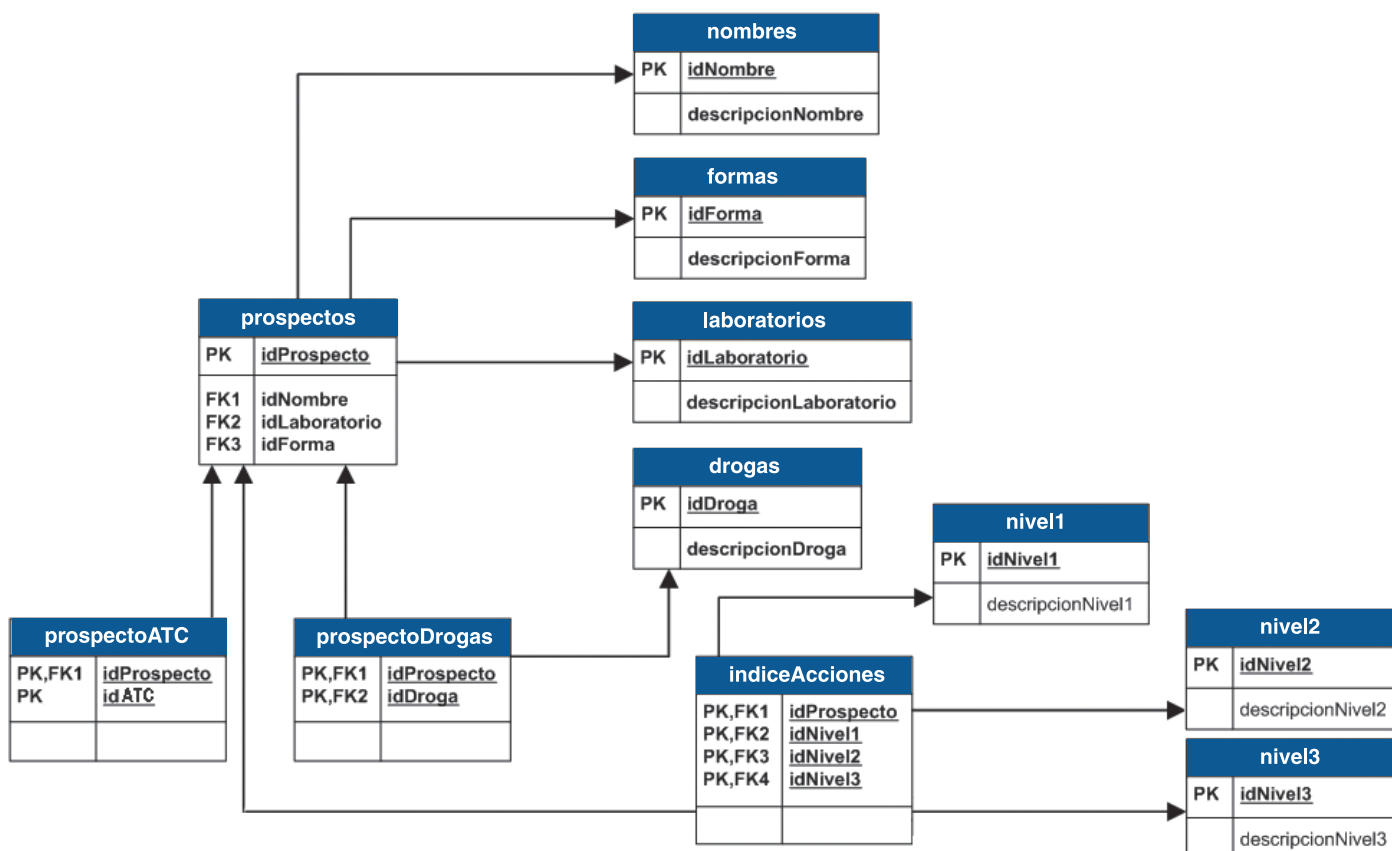 nombres
PK idNombre
descripcionNombre
formas
PK idForma
descripcionForma
prospectos
PK idProspecto
FK1 idNombre
FK2 idLaboratorio
FK3 idForma
laboratorios
PK idLaboratorio
descripcionLaboratorio
drogas
PK idDroga
descripcionDroga
nivel1
PK idNivel1
descripcionNivel1
prospectoATC
PK,FK1 idProspecto
PK idATC
prospectoDrogas
PK,FK1 idProspecto
PK,FK2 idDroga
indiceAcciones
PK,FK1 idProspecto
PK,FK2 idNivel1
PK,FK3 idNivel2
PK,FK4 idNivel3
nivel2
PK idNivel2
descripcionNivel2
nivel3
PK idNivel3
descripcionNivel3